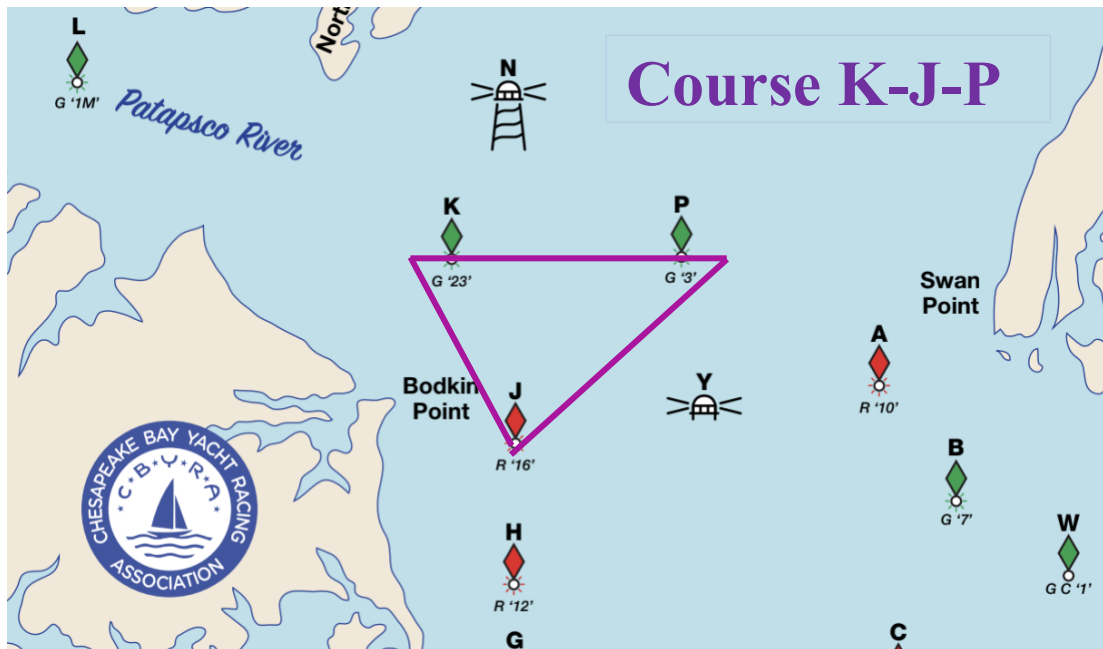 L
G '1M'
Patapsco River
Nort
N
Course K-J-P
K
G '23'
P
G '3'
Swan
Point
A
R '10'
Bodkin
Point
J
R '16'
Y
B
G '7'
W
G C '1'
H
R '12'
G
C
CHESAPEAKE BAY YACHT RACING
ASSOCIATION
C★B★Y★R★A